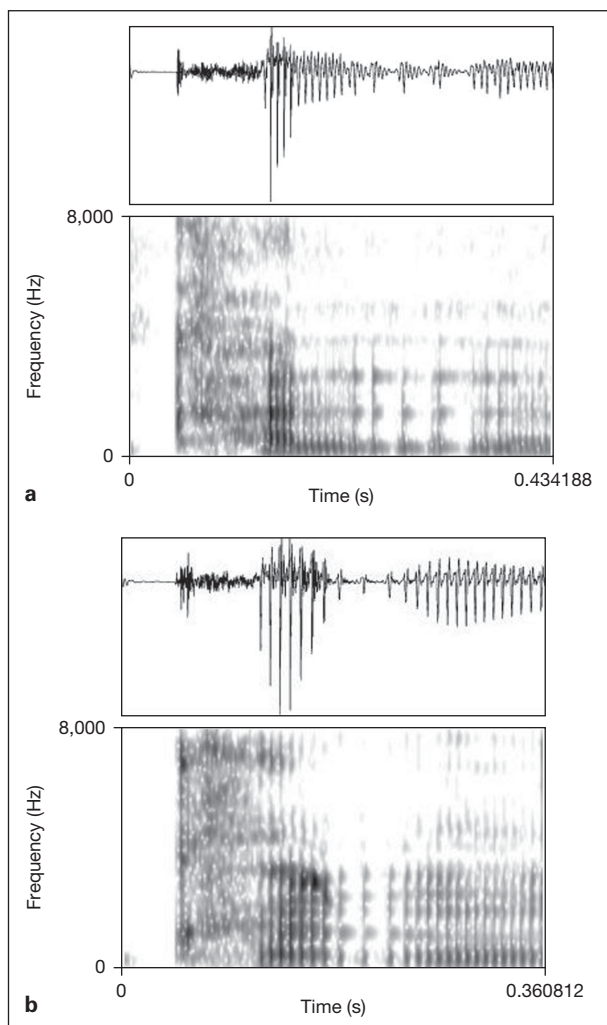 8,000
Frequency (Hz)
0
0
0.434188
Time (s)
a
8,000
Frequency (Hz)
0
0
0.360812
Time (s)
b